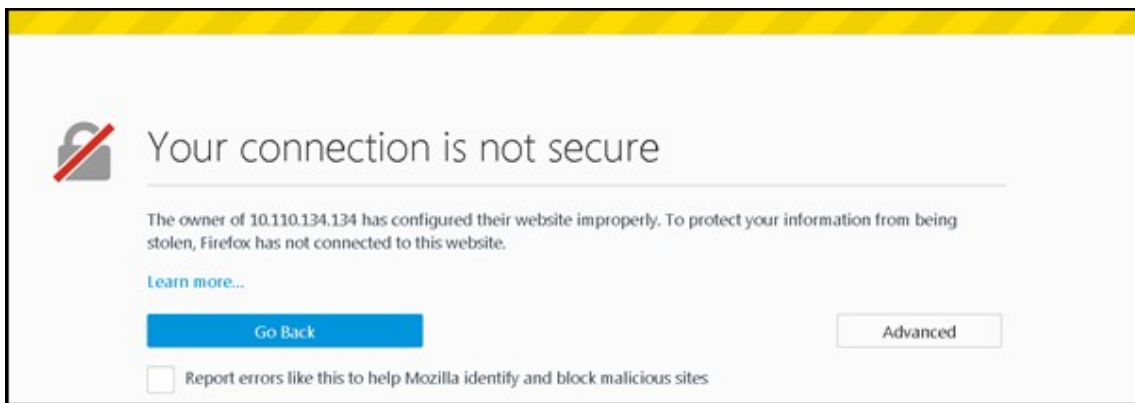 Your connection is not secure
The owner of 10.110.134.134 has configured their website improperly. To protect your information from being
stolen, Firefox has not connected to this website.
Learn more...
Go Back
Advanced
Report errors like this to help Mozilla identify and block malicious sites